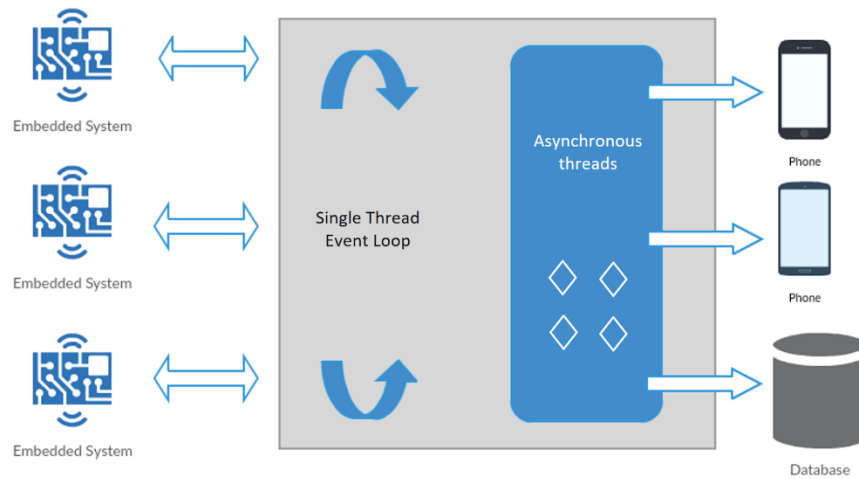 Embedded System
Embedded System
Embedded System
Single Thread
Event Loop
Asynchronous
threads
Phone
Phone
Database